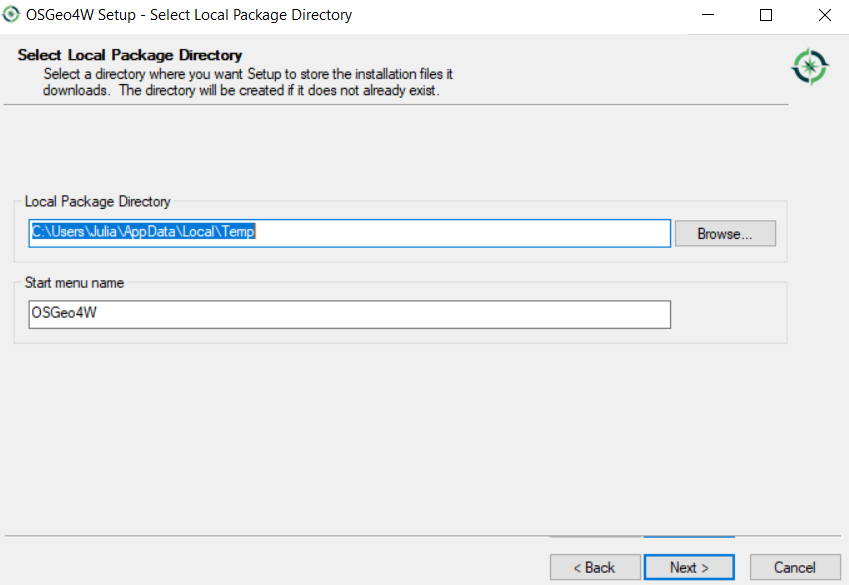 OSGeo4W Setup - Select Local Package Directory
Select Local Package Directory
Select a directory where you want Setup to store the installation files it
downloads. The directory will be created if it does not already exist.
Local Package Directory
C:\Users\Julia\AppData\Local\Temp
Browse...
Start menu name
OSGeo4W
< Back
Next >
Cancel